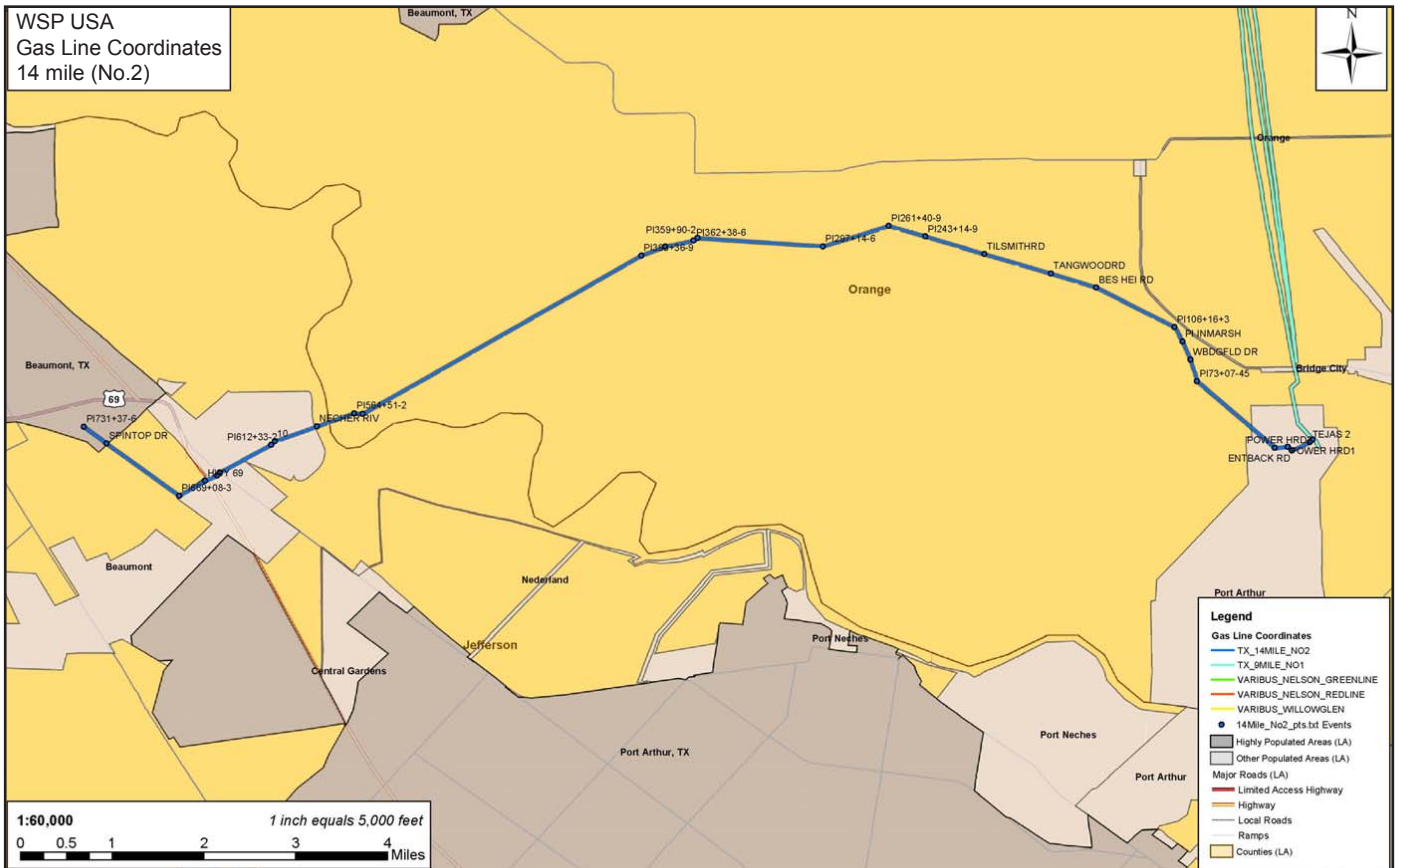 WSP USA
Gas Line Coordinates
14 mile (No.2)
Beaumont, TX
N
Orange
PI261+40-9
PI359+90-2
PI362+38-6
PI243+14-9
PI297+14-6
TILSMITHRD
TANGWOODRD
BES HEI RD
Orange
PI106+16+3
WBDGFLD DR
Beaumont, TX
Bridge City
PI73+07-45
69
PI564+51-2
PI731+37-6
NECHER RIV
SPINTOP DR
PI612+33-2
10
TEJAS 2
POWER HRD1
ENTBACK RD
PI669+08-3
Beaumont
Nederland
Port Arthur
Port Neches
Jefferson
Central Gardens
Port Arthur, TX
Port Neches
Port Arthur
Legend
Gas Line Coordinates
TX_14MILE_NO2
TX_9MILE_NO1
VARIBUS_NELSON_GREENLINE
VARIBUS_NELSON_REDLINE
VARIBUS_WILLOWGLEN
14Mile_No2_pts.txt Events
Highly Populated Areas (LA)
Other Populated Areas (LA)
Major Roads (LA)
Limited Access Highway
Highway
Local Roads
Ramps
Counties (LA)
1:60,000
1 inch equals 5,000 feet
0 0.5 1 2 3 4
Miles